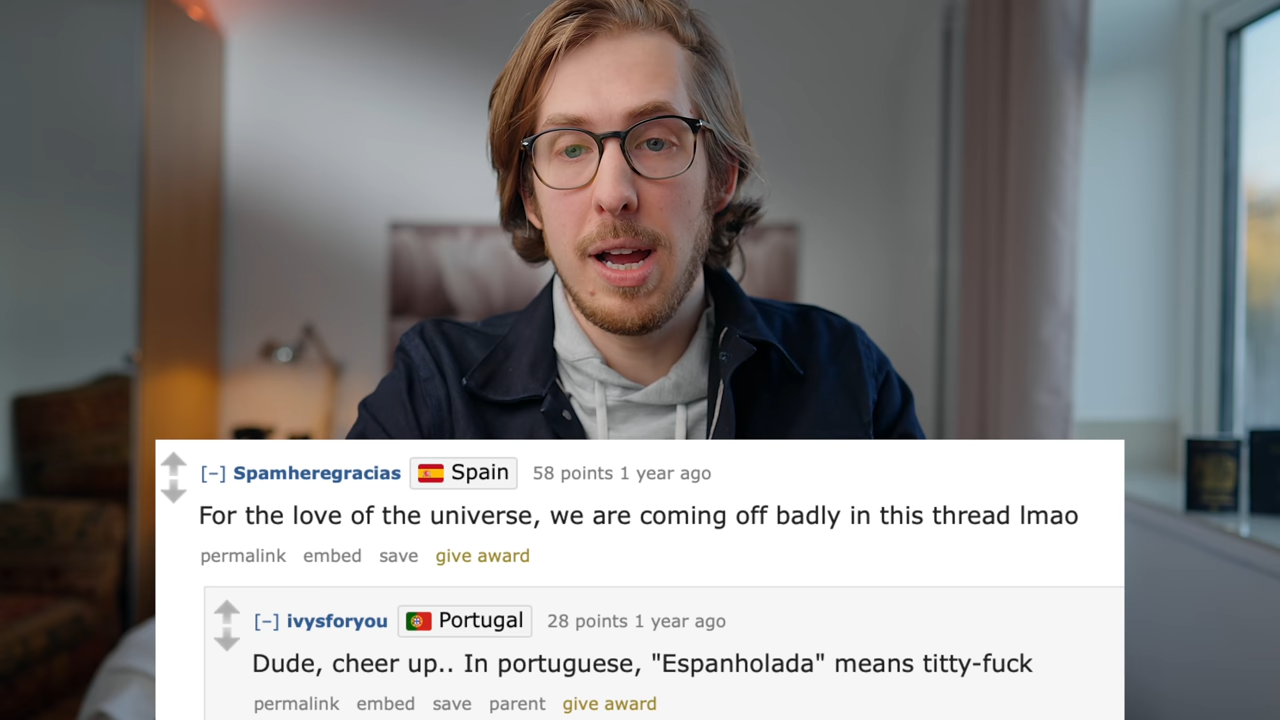 [–] Spamheregracias Spain 58 points 1 year ago
For the love of the universe, we are coming off badly in this thread lmao
permalink embed save give award
[–] ivysforyou Portugal 28 points 1 year ago
Dude, cheer up.. In portuguese, "Espanholada" means titty-fuck
permalink embed save parent give award